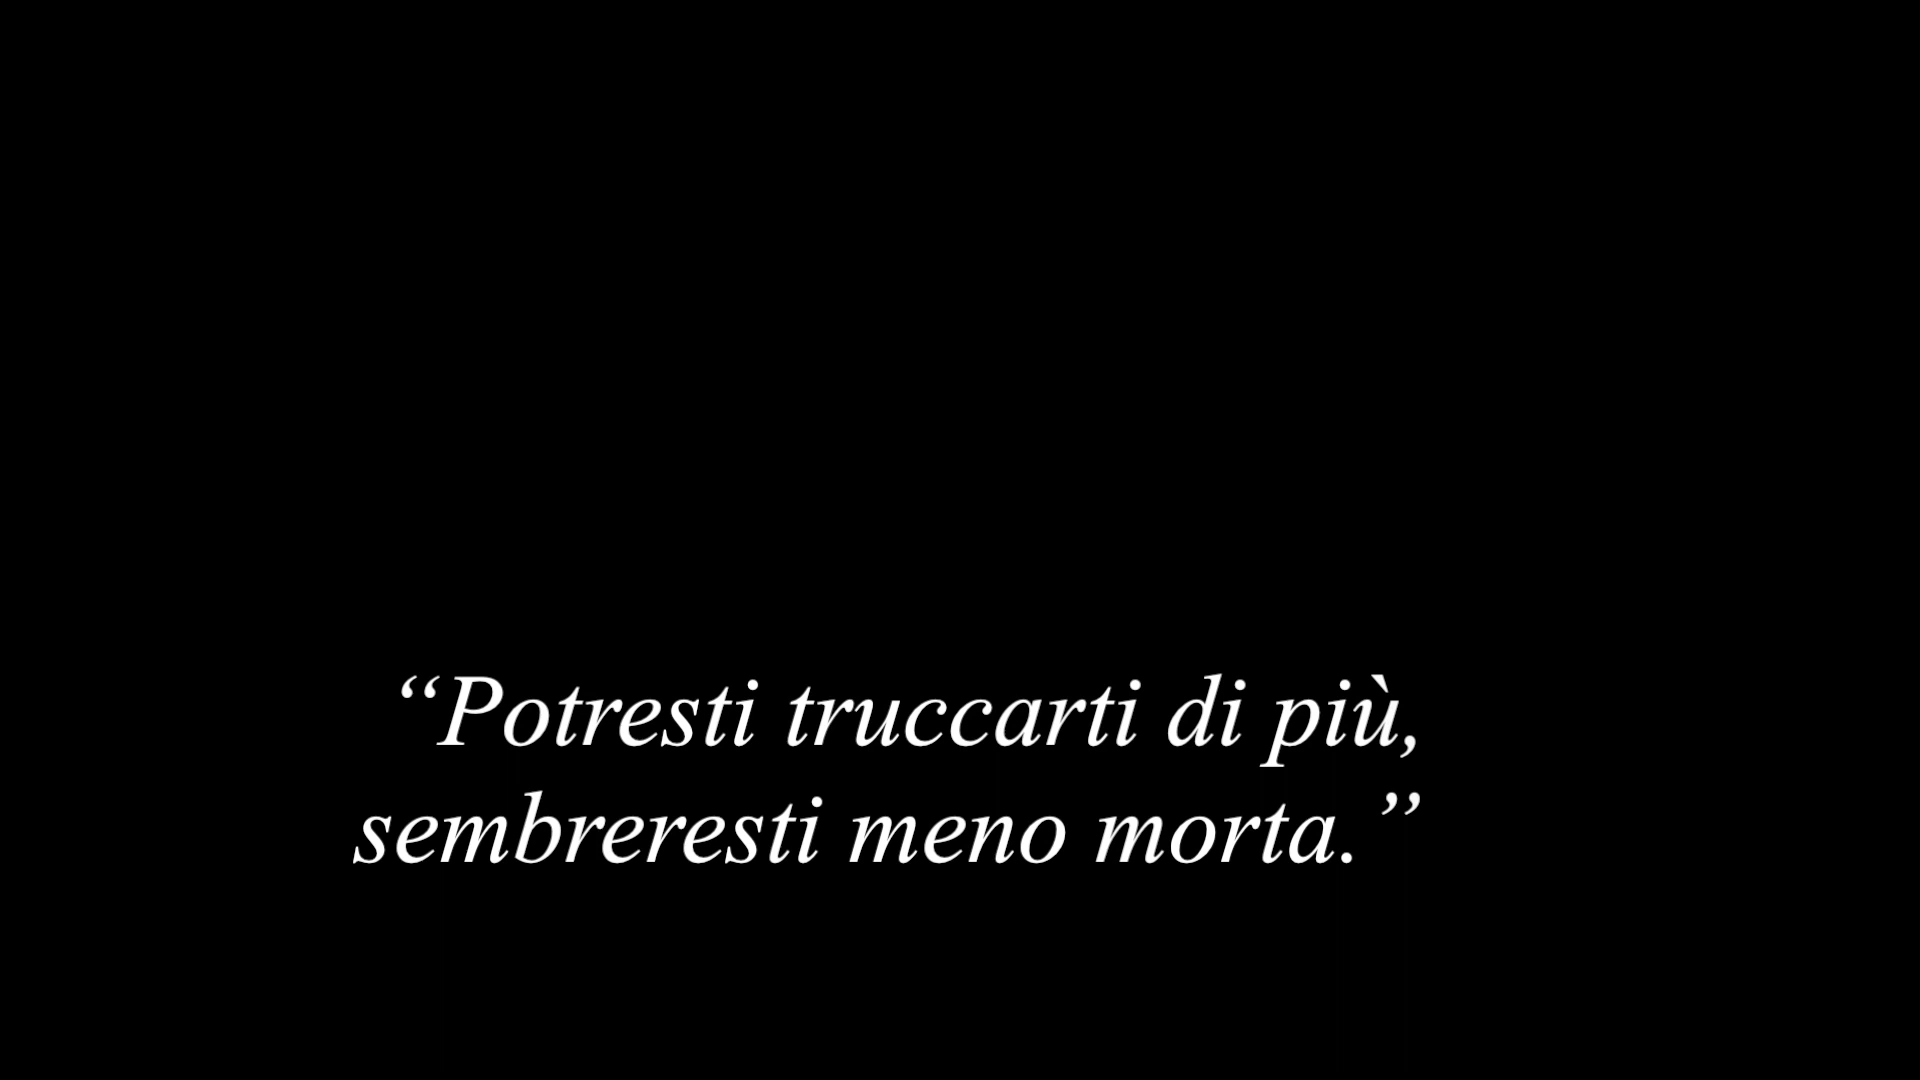 “Potresti truccarti di più,
sembreresti meno morta.”